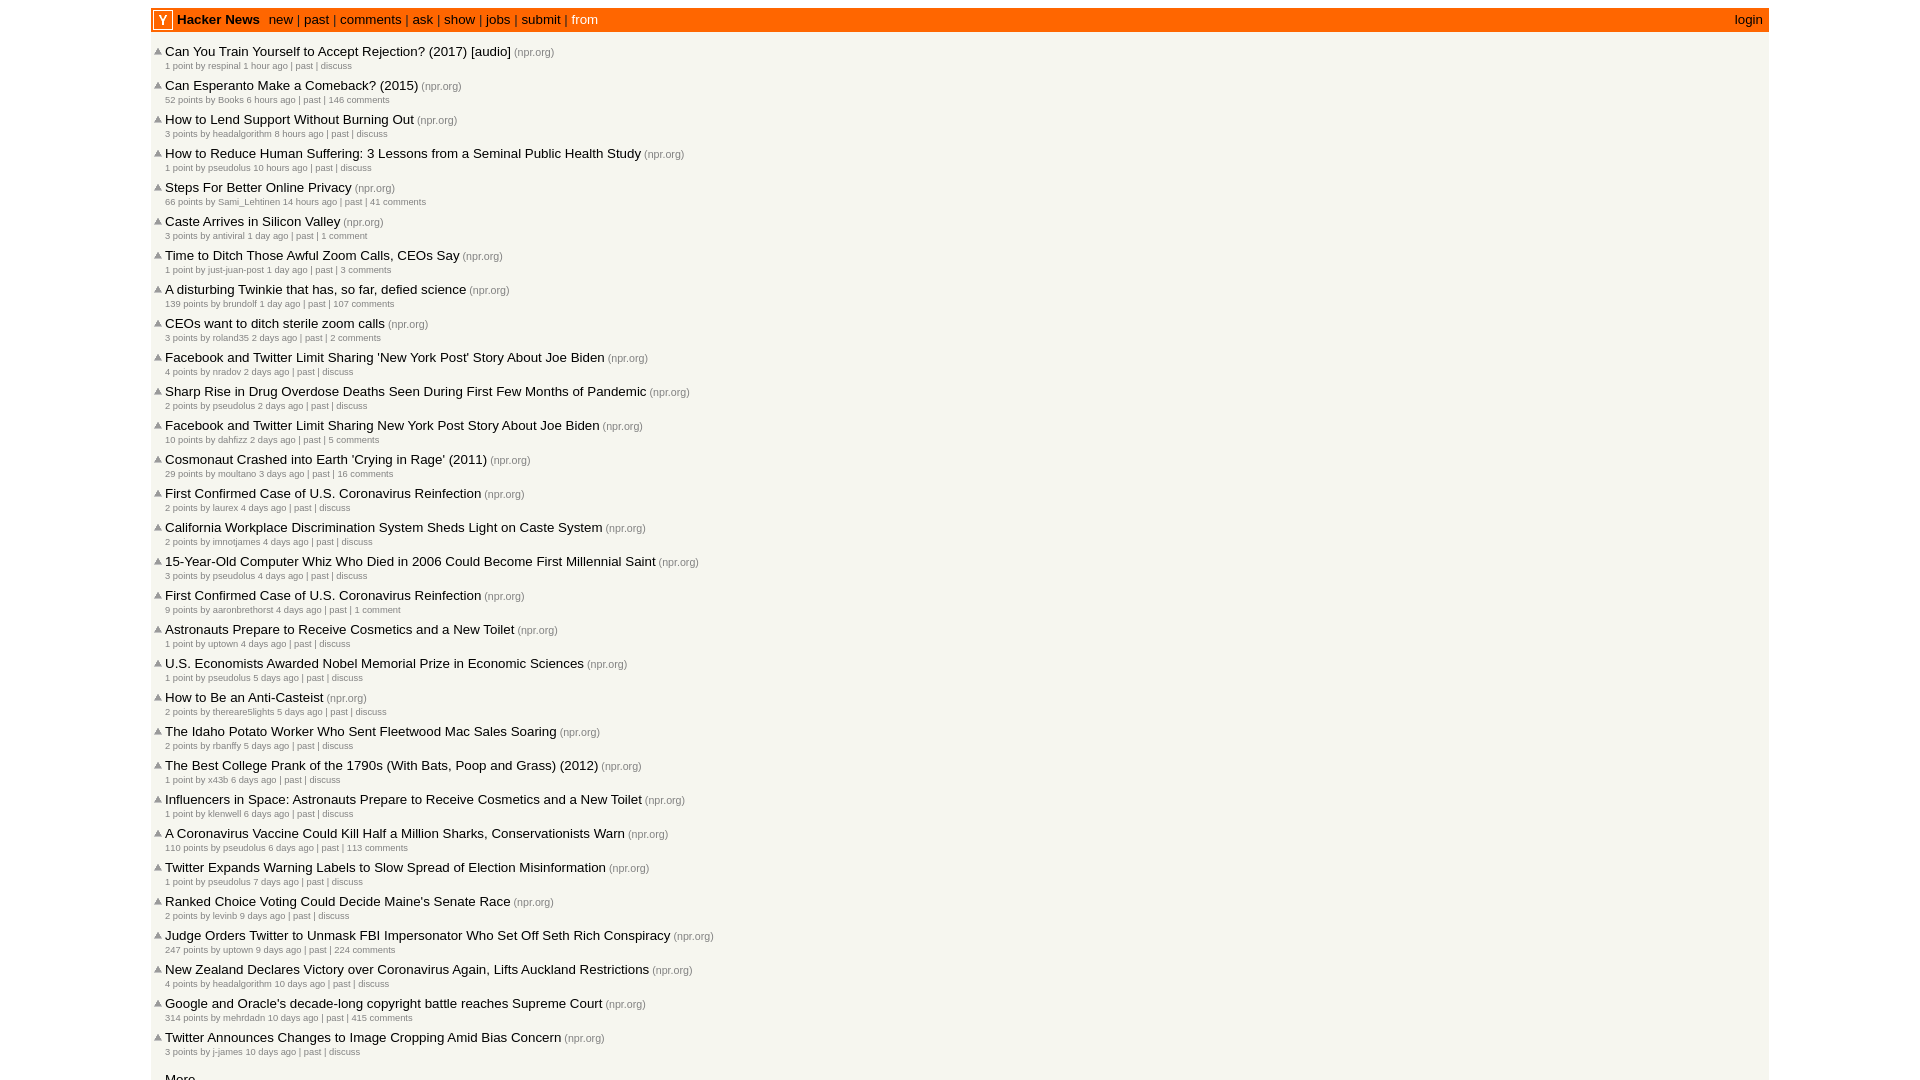 Y Hacker News new | past | comments | ask | show | jobs | submit | from login
Can You Train Yourself to Accept Rejection? (2017) [audio] (npr.org)
1 point by respinal 1 hour ago | past | discuss
Can Esperanto Make a Comeback? (2015) (npr.org)
52 points by Books 6 hours ago | past | 146 comments
How to Lend Support Without Burning Out (npr.org)
3 points by headalgorithm 8 hours ago | past | discuss
How to Reduce Human Suffering: 3 Lessons from a Seminal Public Health Study (npr.org)
1 point by pseudolus 10 hours ago | past | discuss
Steps For Better Online Privacy (npr.org)
66 points by Sami_Lehtinen 14 hours ago | past | 41 comments
Caste Arrives in Silicon Valley (npr.org)
3 points by antiviral 1 day ago | past | 1 comment
Time to Ditch Those Awful Zoom Calls, CEOs Say (npr.org)
1 point by just-juan-post 1 day ago | past | 3 comments
A disturbing Twinkie that has, so far, defied science (npr.org)
139 points by brundolf 1 day ago | past | 107 comments
CEOs want to ditch sterile zoom calls (npr.org)
3 points by roland35 2 days ago | past | 2 comments
Facebook and Twitter Limit Sharing 'New York Post' Story About Joe Biden (npr.org)
4 points by nradov 2 days ago | past | discuss
Sharp Rise in Drug Overdose Deaths Seen During First Few Months of Pandemic (npr.org)
2 points by pseudolus 2 days ago | past | discuss
Facebook and Twitter Limit Sharing New York Post Story About Joe Biden (npr.org)
10 points by dahfizz 2 days ago | past | 5 comments
Cosmonaut Crashed into Earth 'Crying in Rage' (2011) (npr.org)
29 points by moultano 3 days ago | past | 16 comments
First Confirmed Case of U.S. Coronavirus Reinfection (npr.org)
2 points by laurex 4 days ago | past | discuss
California Workplace Discrimination System Sheds Light on Caste System (npr.org)
2 points by imnotjames 4 days ago | past | discuss
15-Year-Old Computer Whiz Who Died in 2006 Could Become First Millennial Saint (npr.org)
3 points by pseudolus 4 days ago | past | discuss
First Confirmed Case of U.S. Coronavirus Reinfection (npr.org)
9 points by aaronbrethorst 4 days ago | past | 1 comment
Astronauts Prepare to Receive Cosmetics and a New Toilet (npr.org)
1 point by uptown 4 days ago | past | discuss
U.S. Economists Awarded Nobel Memorial Prize in Economic Sciences (npr.org)
1 point by pseudolus 5 days ago | past | discuss
How to Be an Anti-Casteist (npr.org)
2 points by thereare5lights 5 days ago | past | discuss
The Idaho Potato Worker Who Sent Fleetwood Mac Sales Soaring (npr.org)
2 points by rbanffy 5 days ago | past | discuss
The Best College Prank of the 1790s (With Bats, Poop and Grass) (2012) (npr.org)
1 point by x43b 6 days ago | past | discuss
Influencers in Space: Astronauts Prepare to Receive Cosmetics and a New Toilet (npr.org)
1 point by klenwell 6 days ago | past | discuss
A Coronavirus Vaccine Could Kill Half a Million Sharks, Conservationists Warn (npr.org)
110 points by pseudolus 6 days ago | past | 113 comments
Twitter Expands Warning Labels to Slow Spread of Election Misinformation (npr.org)
1 point by pseudolus 7 days ago | past | discuss
Ranked Choice Voting Could Decide Maine's Senate Race (npr.org)
2 points by levinb 9 days ago | past | discuss
Judge Orders Twitter to Unmask FBI Impersonator Who Set Off Seth Rich Conspiracy (npr.org)
247 points by uptown 9 days ago | past | 224 comments
New Zealand Declares Victory over Coronavirus Again, Lifts Auckland Restrictions (npr.org)
4 points by headalgorithm 10 days ago | past | discuss
Google and Oracle's decade-long copyright battle reaches Supreme Court (npr.org)
314 points by mehrdadn 10 days ago | past | 415 comments
Twitter Announces Changes to Image Cropping Amid Bias Concern (npr.org)
3 points by j-james 10 days ago | past | discuss
More